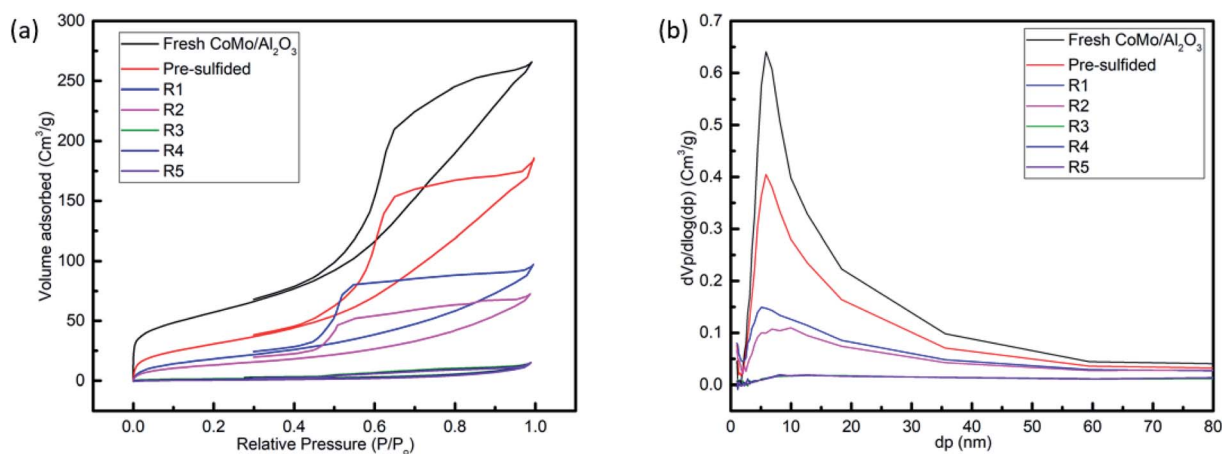 (a)
300
250
200
150
100
50
0
Volume adsorbed (Cm³/g)
Fresh CoMo/Al₂O₃
Pre-sulfided
R1
R2
R3
R4
R5
0.0 0.2 0.4 0.6 0.8 1.0
Relative Pressure (P/Pₒ)
(b)
0.7
0.6
0.5
0.4
0.3
0.2
0.1
0.0
dVp/dlog(dp) (Cm³/g)
Fresh CoMo/Al₂O₃
Pre-sulfided
R1
R2
R3
R4
R5
0 10 20 30 40 50 60 70 80
dp (nm)